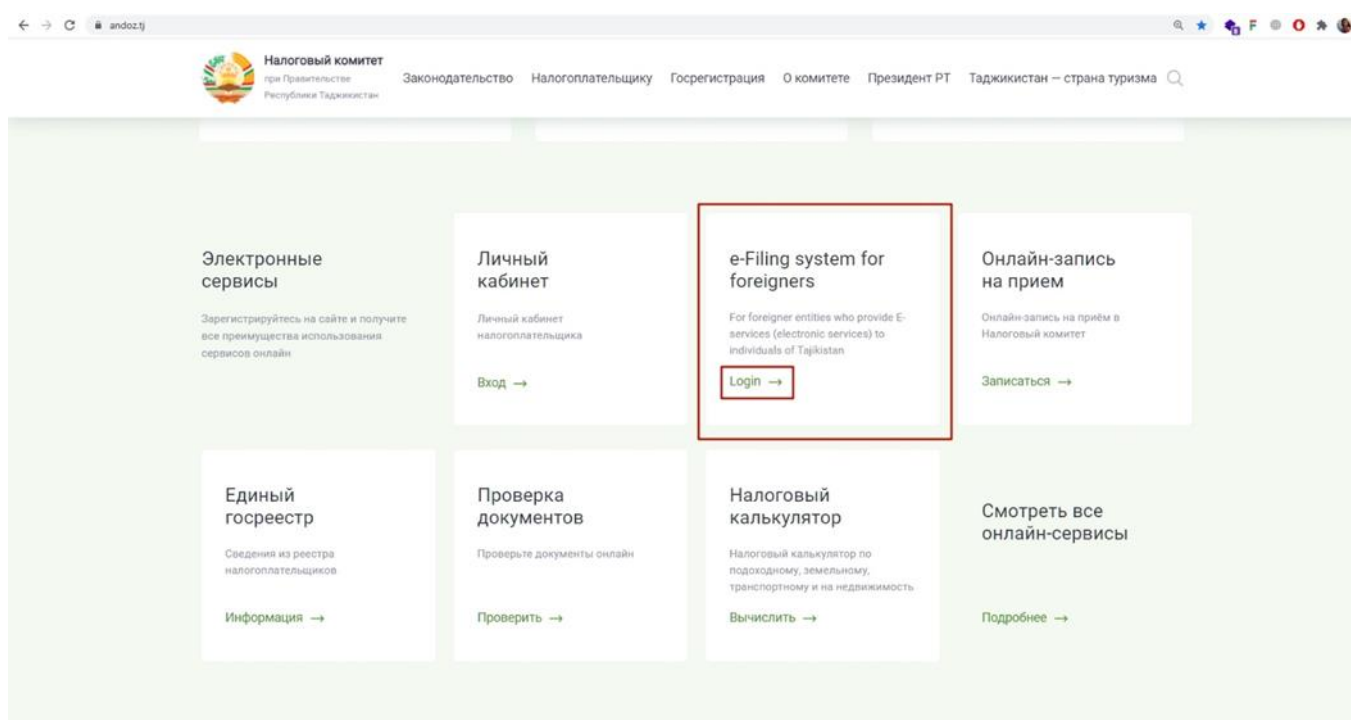 andoz.tj
Налоговый комитет
при Правительстве
Республики Таджикистан
Законодательство Налогоплательщику Госрегистрация О комитете Президент РТ Таджикистан — страна туризма
Электронные
сервисы
Зарегистрируйтесь на сайте и получите
все преимущества использования
сервисов онлайн
Личный
кабинет
Личный кабинет
налогоплательщика
Вход →
e-Filing system for
foreigners
For foreigner entities who provide E-
services (electronic services) to
individuals of Tajikistan
Login →
Онлайн-запись
на прием
Онлайн-запись на приём в
Налоговый комитет
Записаться →
Единый
госреестр
Сведения из реестра
налогоплательщиков
Информация →
Проверка
документов
Проверьте документы онлайн
Проверить →
Налоговый
калькулятор
Налоговый калькулятор по
подоходному, земельному,
транспортному и на недвижимость
Вычислить →
Смотреть все
онлайн-сервисы
Подробнее →